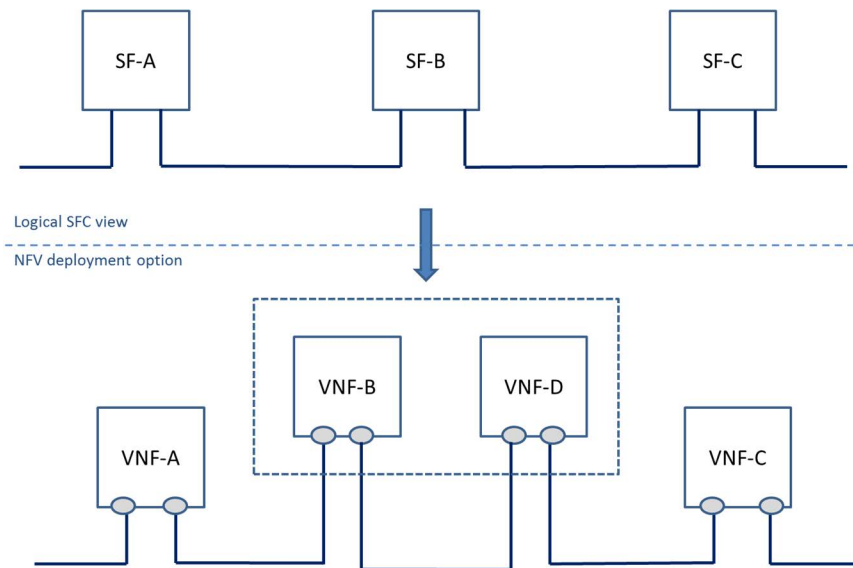 SF-A
SF-B
SF-C
Logical SFC view
NFV deployment option
VNF-B
VNF-D
VNF-A
VNF-C